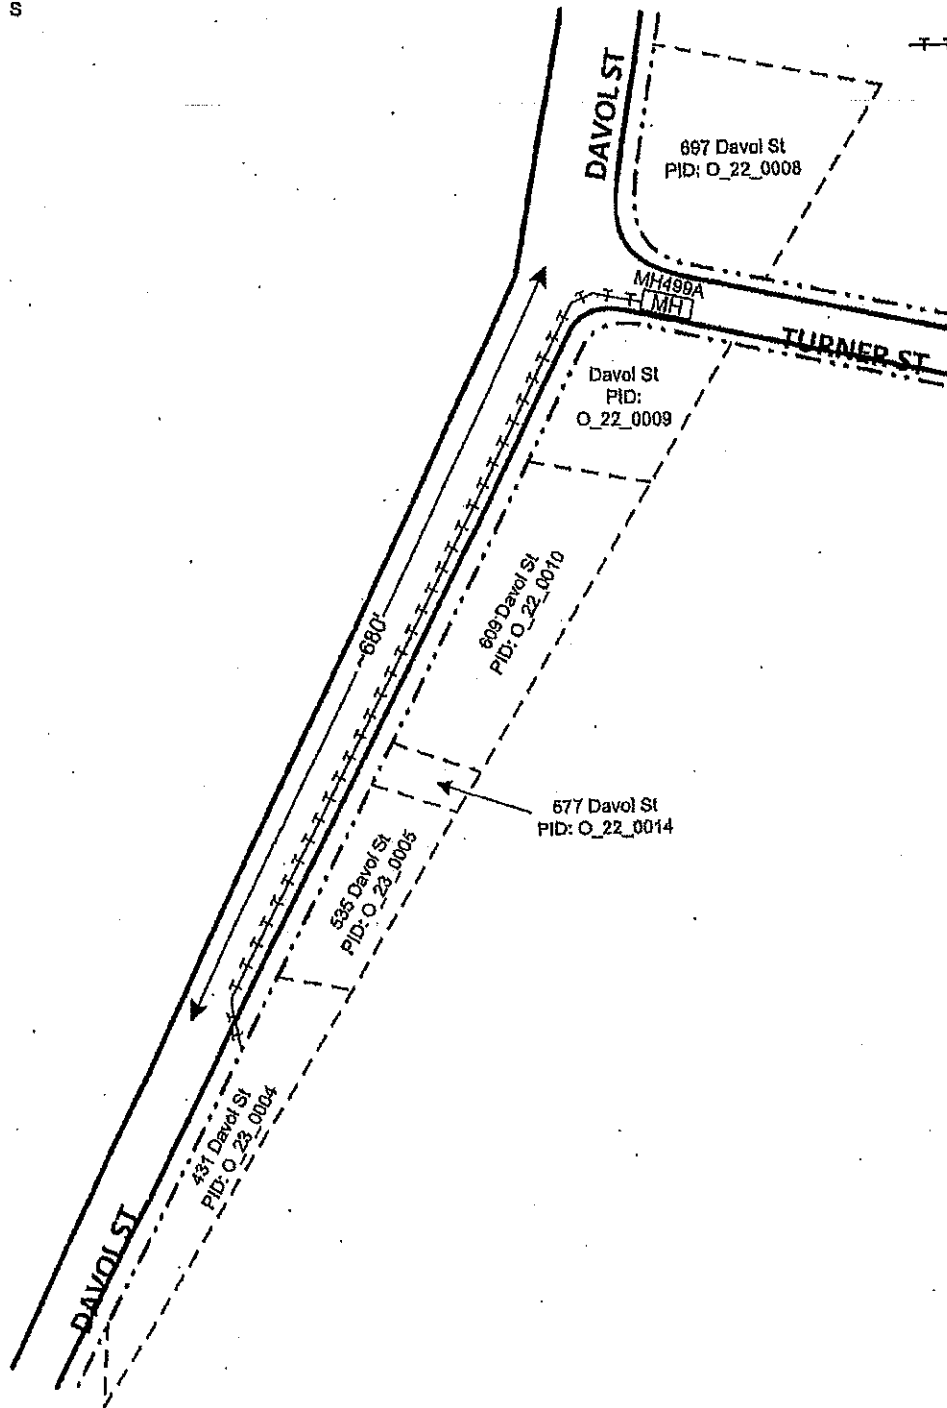 S
DAVOL ST
697 Davol St
PID: O_22_0008
MH499A
MH
TURNER ST
Davol St
PID:
O_22_0009
~680'
609 Davol St
PID: O_22_0010
577 Davol St
PID: O_22_0014
535 Davol St
PID: O_23_0005
431 Davol St
PID: O_23_0004
DAVOL ST